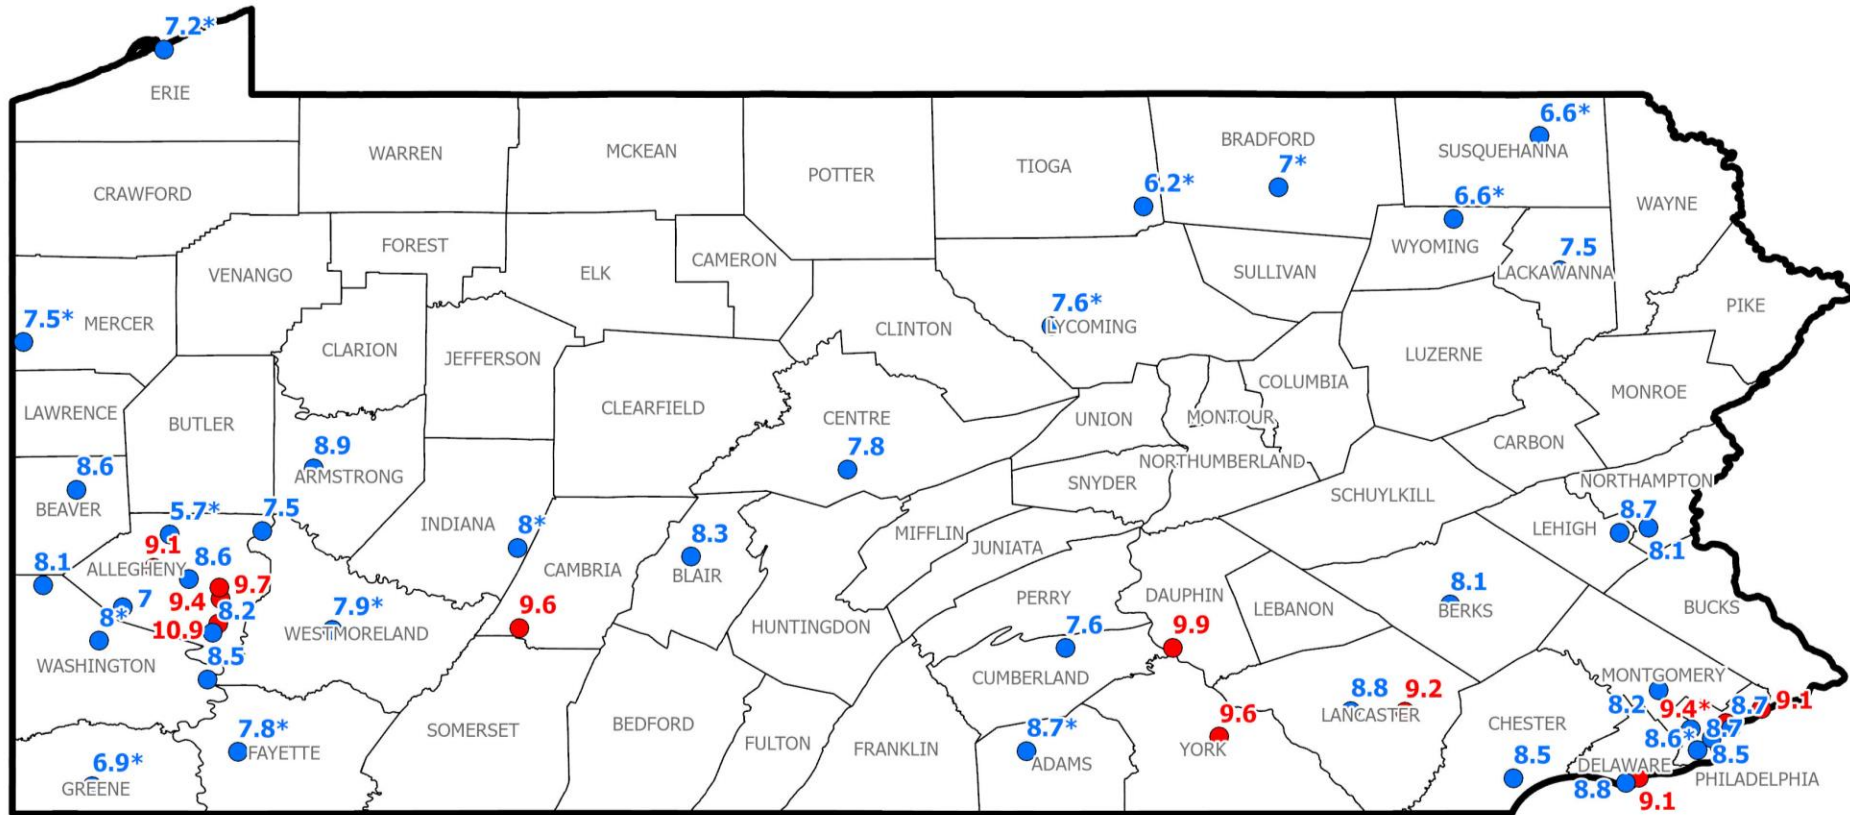 7.2*
ERIE
6.6*
WARREN
MCKEAN
BRADFORD
SUSQUEHANNA
TIOGA
7*
POTTER
CRAWFORD
6.2*
6.6*
WAYNE
FOREST
WYOMING
7.5
CAMERON
VENANGO
ELK
SULLIVAN
LACKAWANNA
7.6*
PIKE
7.5*
MERCER
LYCOMING
CLINTON
CLARION
JEFFERSON
LUZERNE
COLUMBIA
MONROE
LAWRENCE
CLEARFIELD
CENTRE
UNION
MONTOUR
BUTLER
8.9
7.8
CARBON
8.6
ARMSTRONG
NORTHUMBERLAND
SNYDER
NORTHAMPTON
SCHUYLKILL
BEAVER
5.7*
7.5
INDIANA
8*
8.3
MIFFLIN
LEHIGH
8.7
9.1
JUNIATA
8.1
8.1
ALLEGHENY
8.6
CAMBRIA
BLAIR
9.7
8.1
7
9.4
7.9*
9.6
PERRY
DAUPHIN
LEBANON
BERKS
BUCKS
8*
10.9
8.2
WESTMORELAND
HUNTINGDON
7.6
9.9
WASHINGTON
8.5
CUMBERLAND
MONTGOMERY
8.8
9.2
LANCASTER
8.2
9.4*
8.7
9.1
7.8*
SOMERSET
BEDFORD
9.6
CHESTER
FAYETTE
FULTON
FRANKLIN
8.7*
YORK
8.6*
8.7
6.9*
ADAMS
8.5
DELAWARE
8.5
GREENE
8.8
PHILADELPHIA
9.1